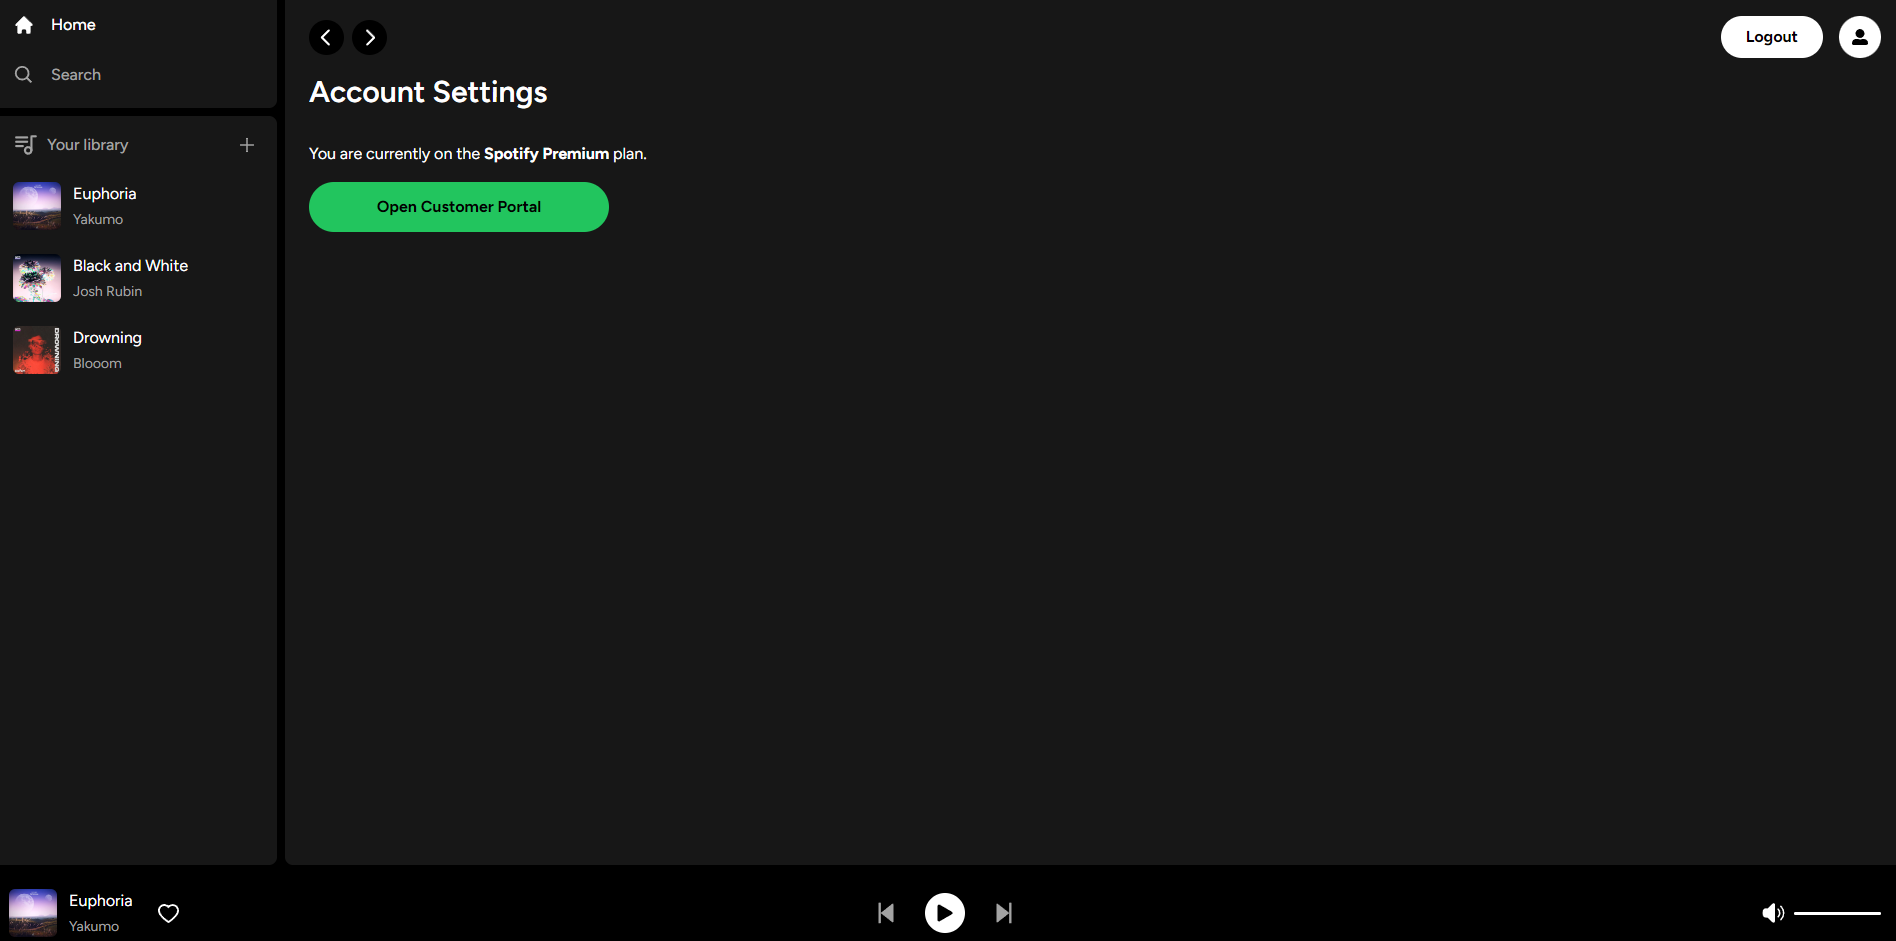 Home
Search
Your library
Euphoria
Yakumo
Black and White
Josh Rubin
Drowning
Blooom
Logout
Account Settings
You are currently on the Spotify Premium plan.
Open Customer Portal
DROWNING
Euphoria
Yakumo